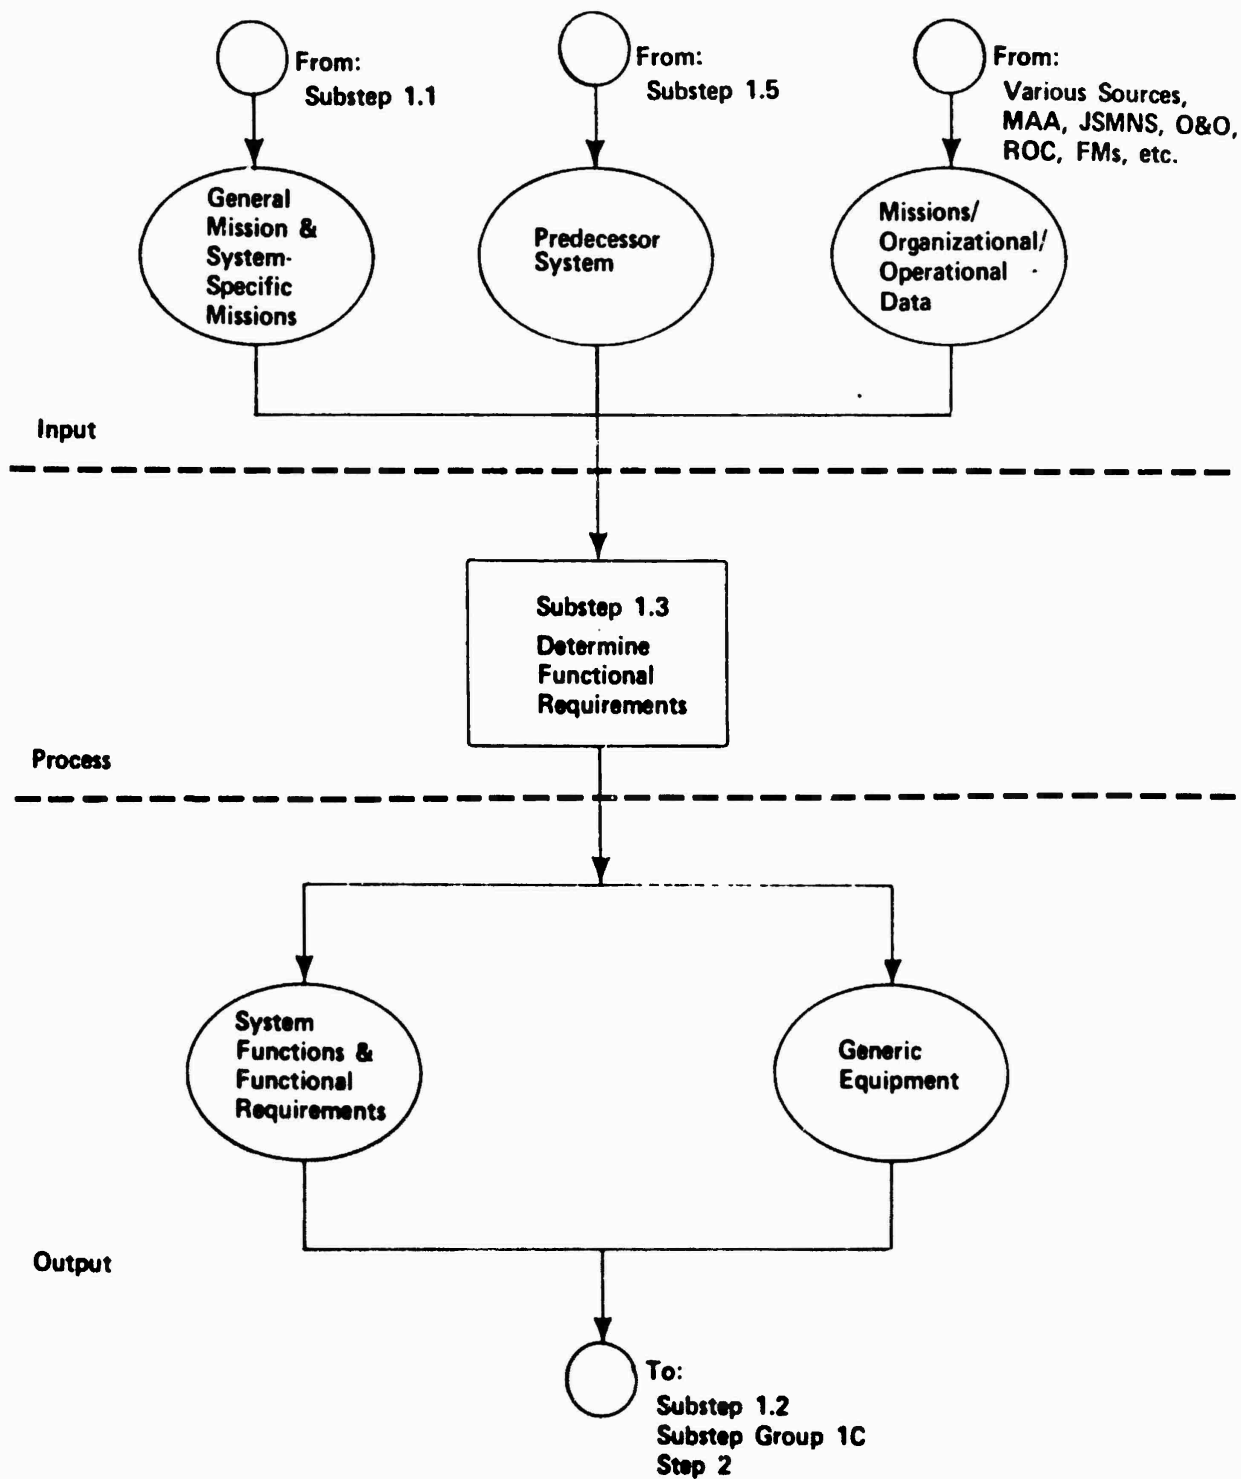 From:
Substep 1.1
From:
Substep 1.5
From:
Various Sources,
MAA, JSMNS, O&O,
ROC, FMs, etc.
General
Mission &
System-
Specific
Missions
Predecessor
System
Missions/
Organizational/
Operational
Data
Input
Substep 1.3
Determine
Functional
Requirements
Process
System
Functions &
Functional
Requirements
Generic
Equipment
Output
To:
Substep 1.2
Substep Group 1C
Step 2